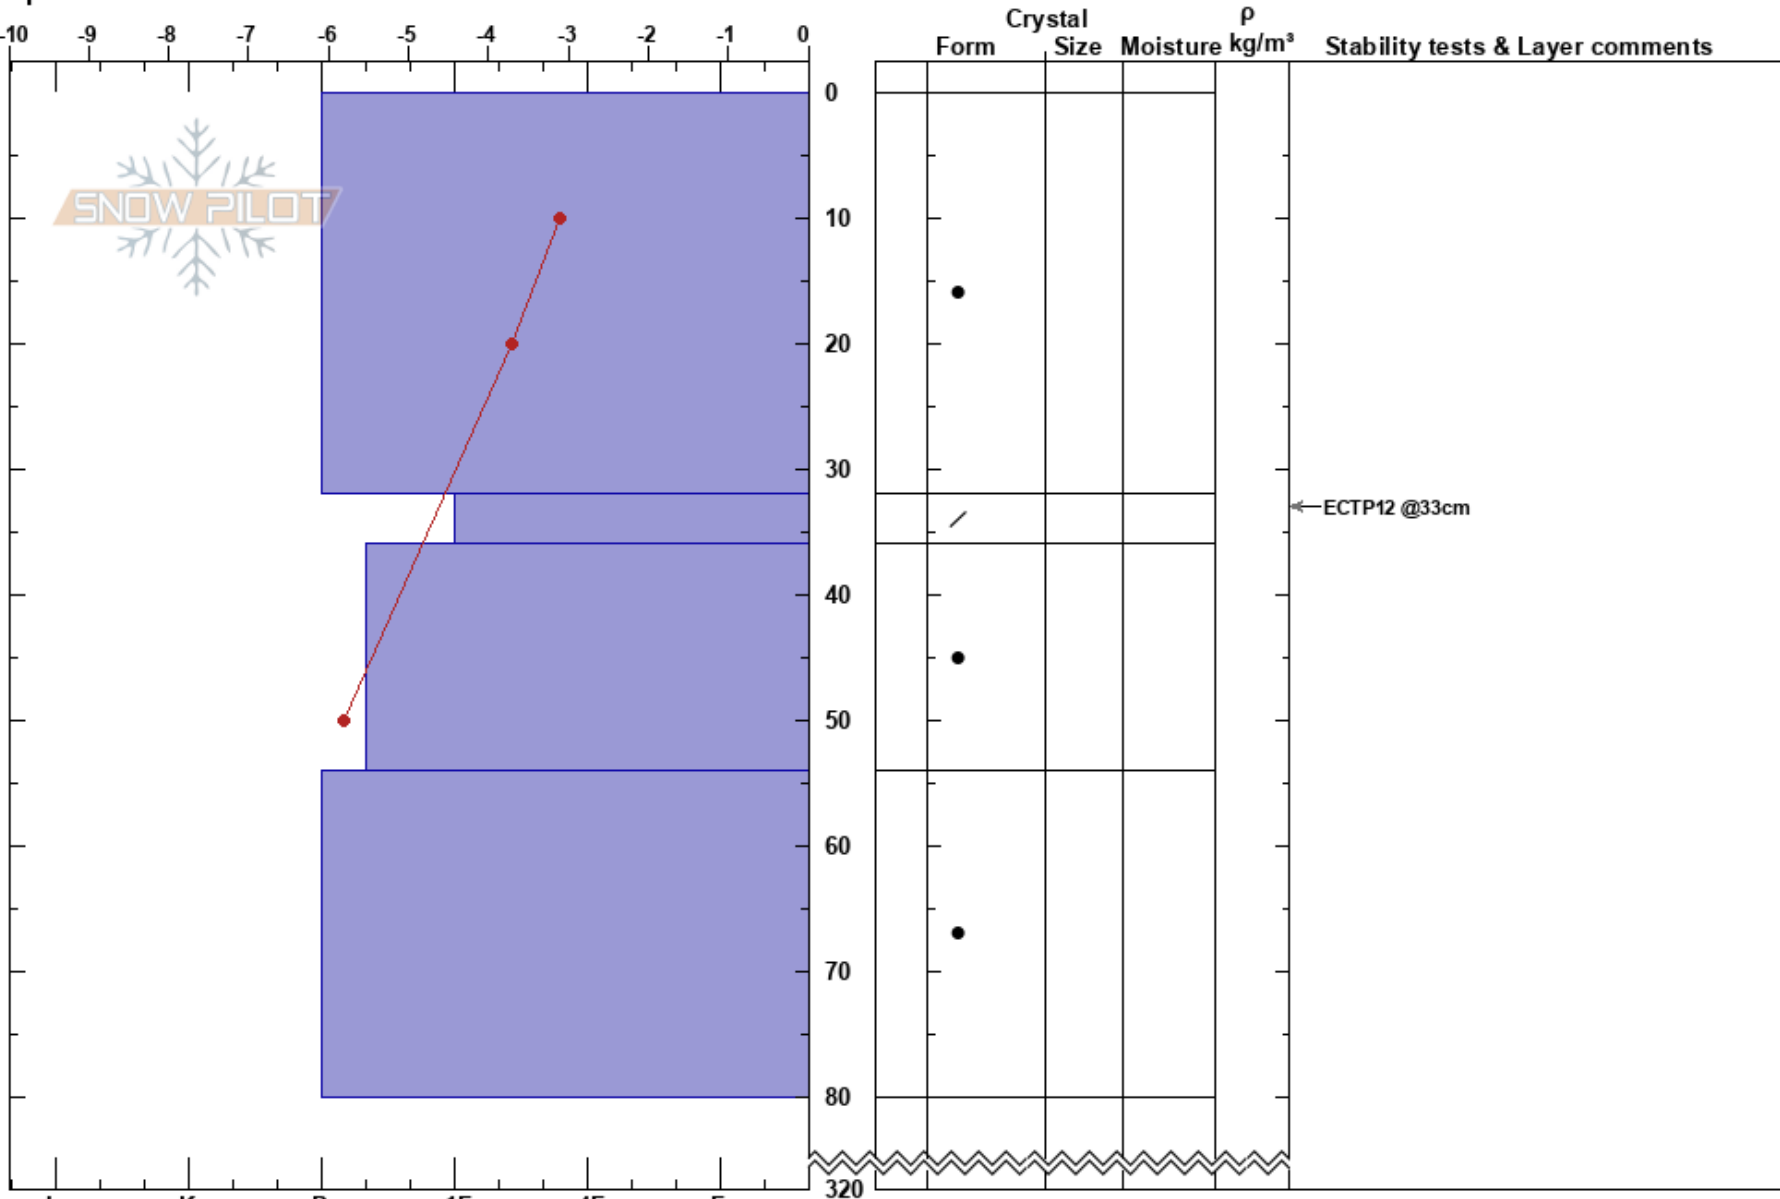 Crystal ρ
-10 -9 -8 -7 -6 -5 -4 -3 -2 -1 0
Form Size Moisture kg/m³ Stability tests & Layer comments
0
SNOW PILOT
10
20
30
ECTP12 @33cm
40
50
60
70
80
320